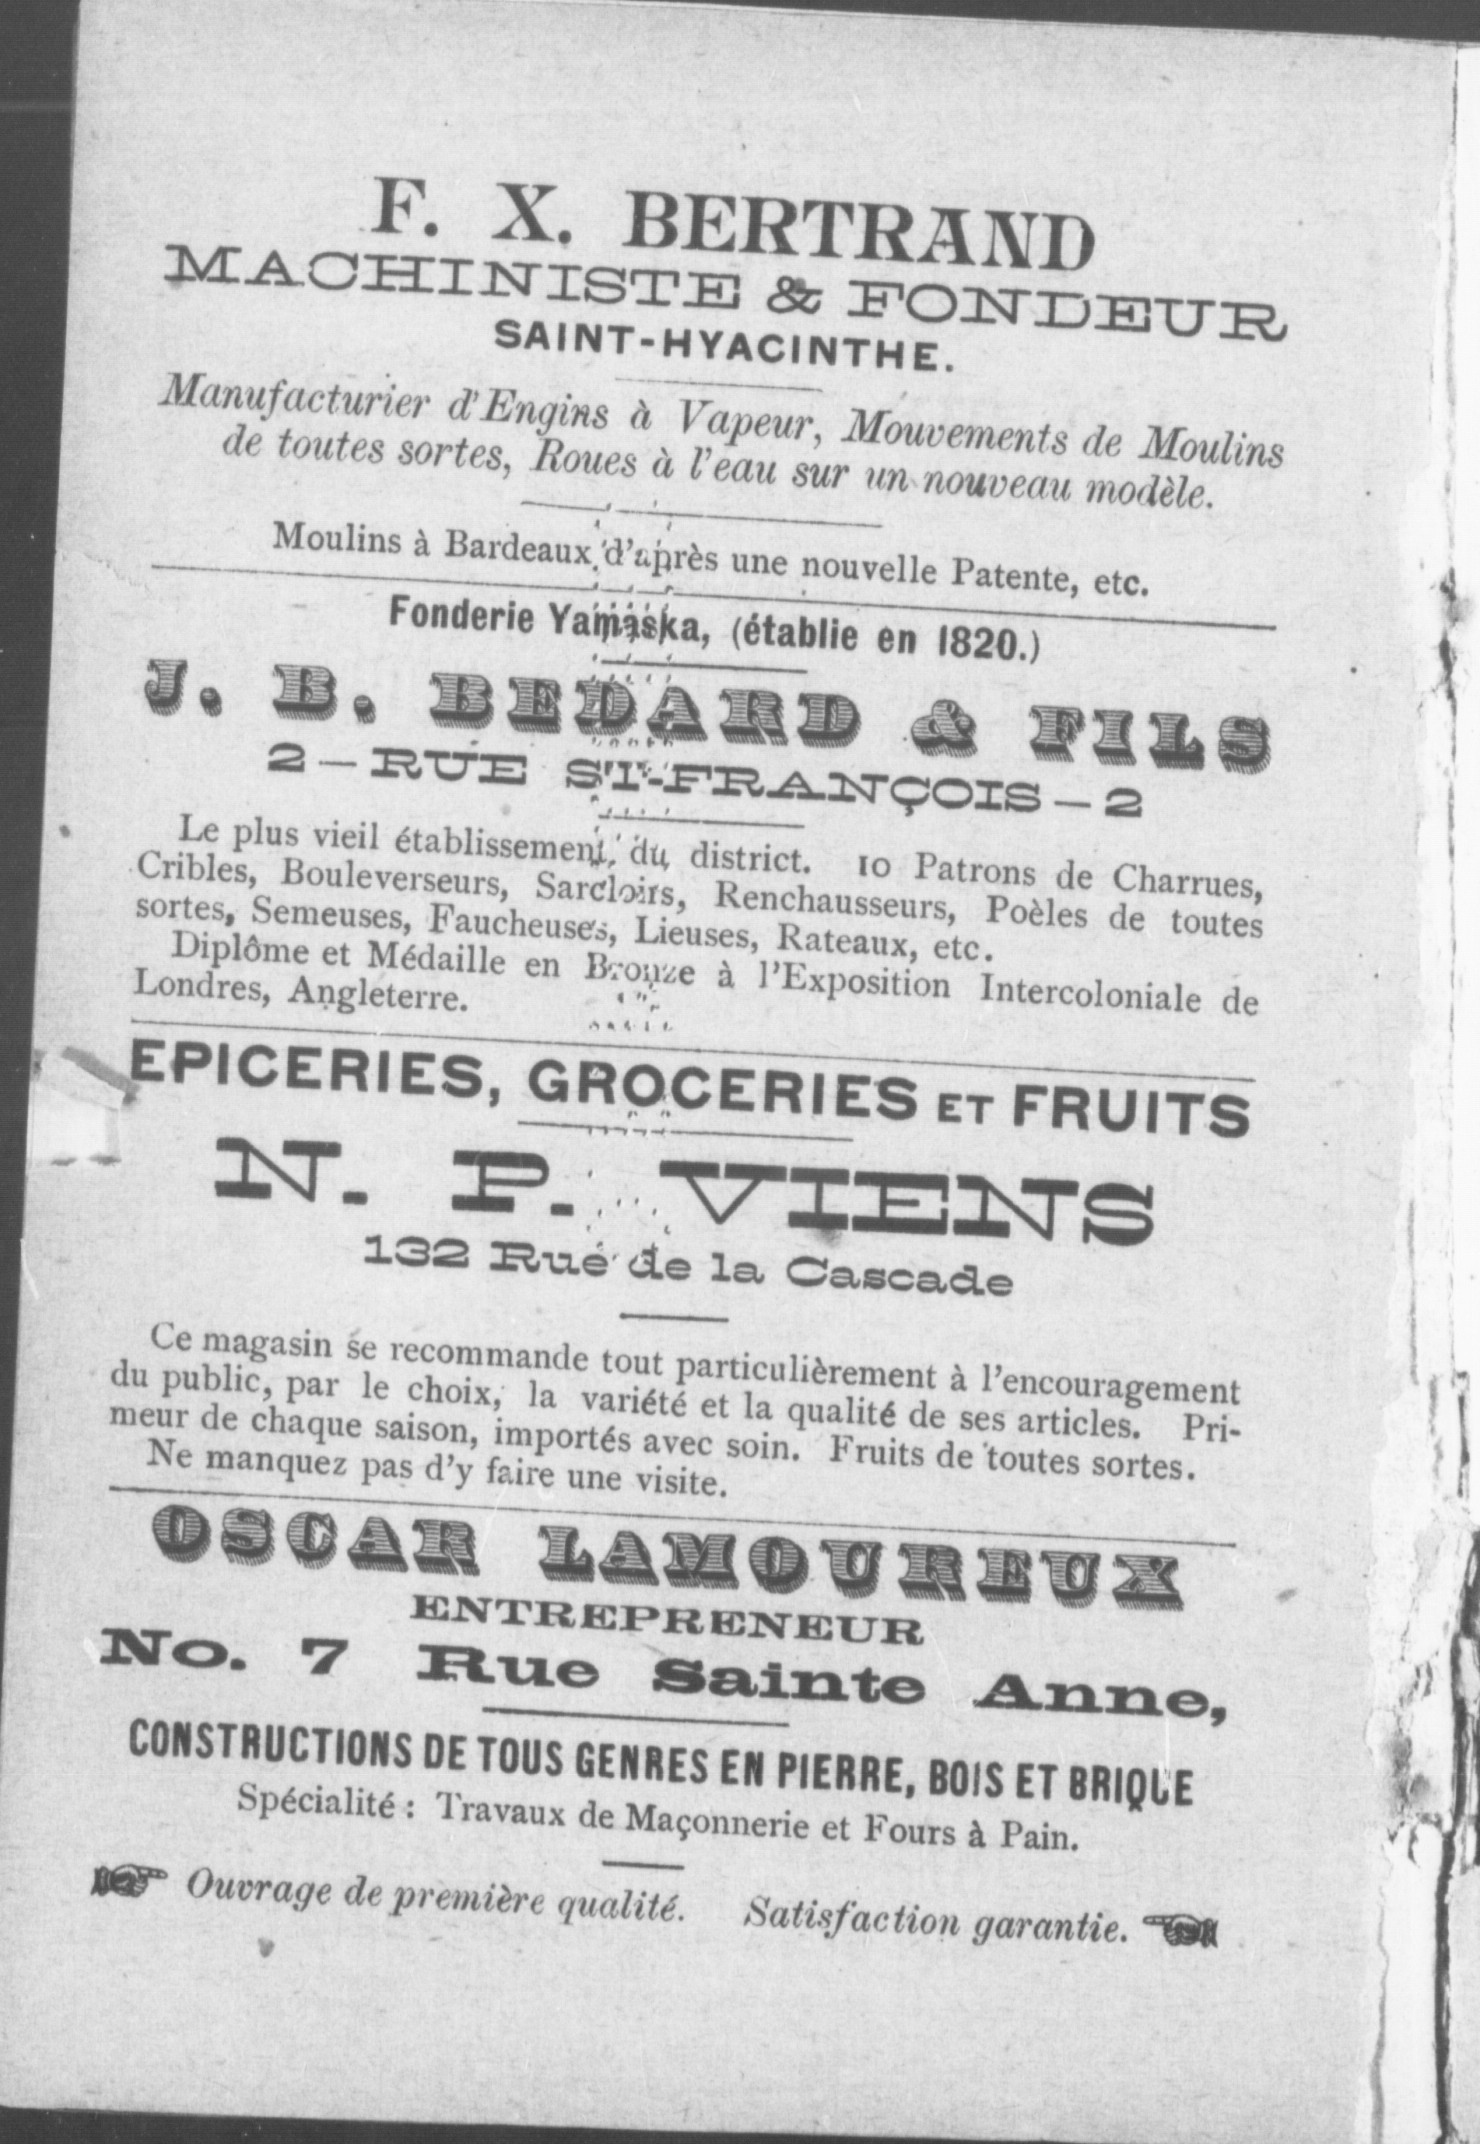 F. X. BERTRAND
MACHINISTE & FONDEUR
SAINT-HYACINTHE.
Manufacturier d'Engins à Vapeur, Mouvements de Moulins
de toutes sortes, Roues à l'eau sur un nouveau modèle.
Moulins à Bardeaux d'après une nouvelle Patente, etc.
Fonderie Yamaska, (établie en 1820.)
J. B. BEDARD & FILS
2 — RUE ST-FRANÇOIS — 2
Le plus vieil établissement du district. 10 Patrons de Charrues,
Cribles, Bouleverseurs, Sarcloirs, Renchausseurs, Poèles de toutes
sortes, Semeuses, Faucheuses, Lieuses, Rateaux, etc.
Diplôme et Médaille en Bronze à l'Exposition Intercoloniale de
Londres, Angleterre.
EPICERIES, GROCERIES ET FRUITS
N. P. VIENS
132 Rue de la Cascade
Ce magasin se recommande tout particulièrement à l'encouragement
du public, par le choix, la variété et la qualité de ses articles. Pri-
meur de chaque saison, importés avec soin. Fruits de toutes sortes.
Ne manquez pas d'y faire une visite.
OSCAR LAMOUREUX
ENTREPRENEUR
No. 7 Rue Sainte Anne,
CONSTRUCTIONS DE TOUS GENRES EN PIERRE, BOIS ET BRIQUE
Spécialité : Travaux de Maçonnerie et Fours à Pain.
Ouvrage de première qualité. Satisfaction garantie.